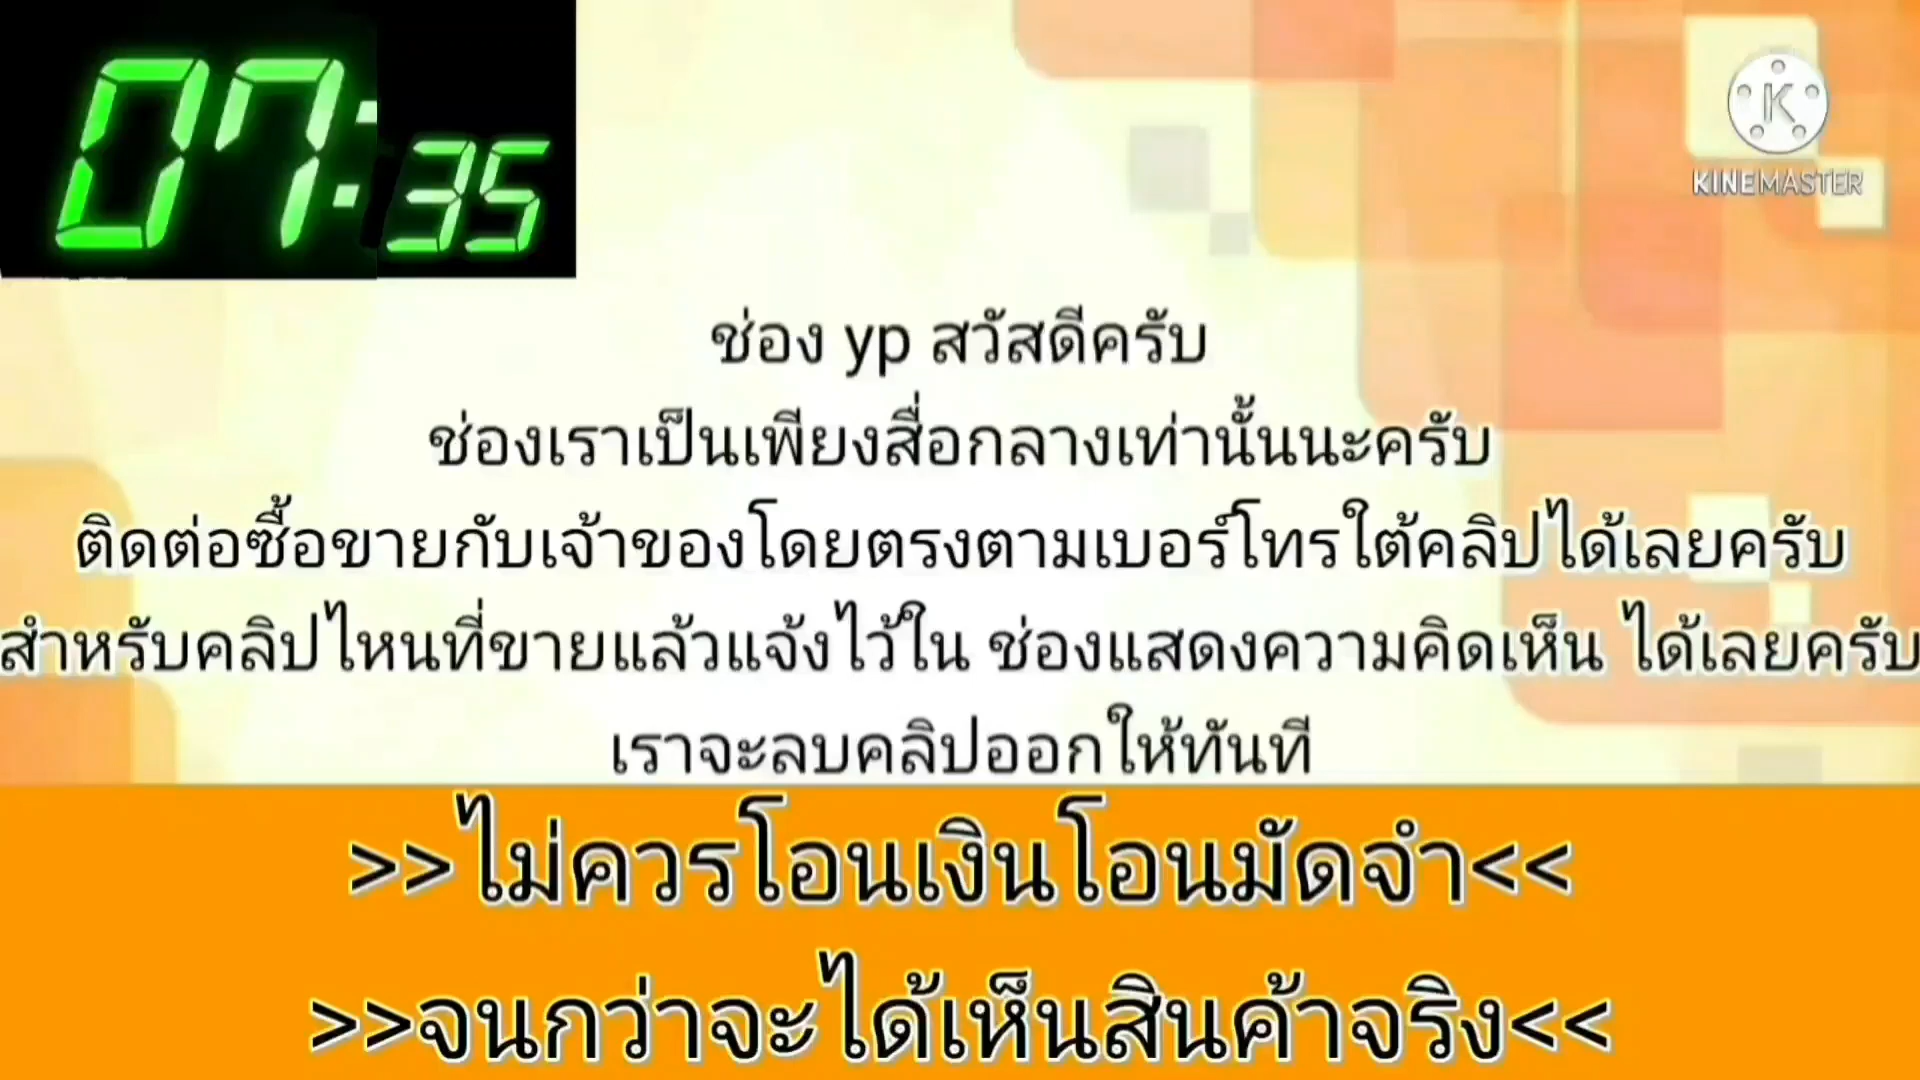 07:35
KINEMASTER
ช่อง yp สวัสดีครับ
ช่องเราเป็นเพียงสื่อกลางเท่านั้นนะครับ
ติดต่อซื้อขายกับเจ้าของโดยตรงตามเบอร์โทรใต้คลิปได้เลยครับ
สำหรับคลิปไหนที่ขายแล้วแจ้งไว้ใน ช่องแสดงความคิดเห็น ได้เลยครับ
เราจะลบคลิปออกให้ทันที
>>ไม่ควรโอนเงินโอนมัดจำ<<
>>จนกว่าจะได้เห็นสินค้าจริง<<